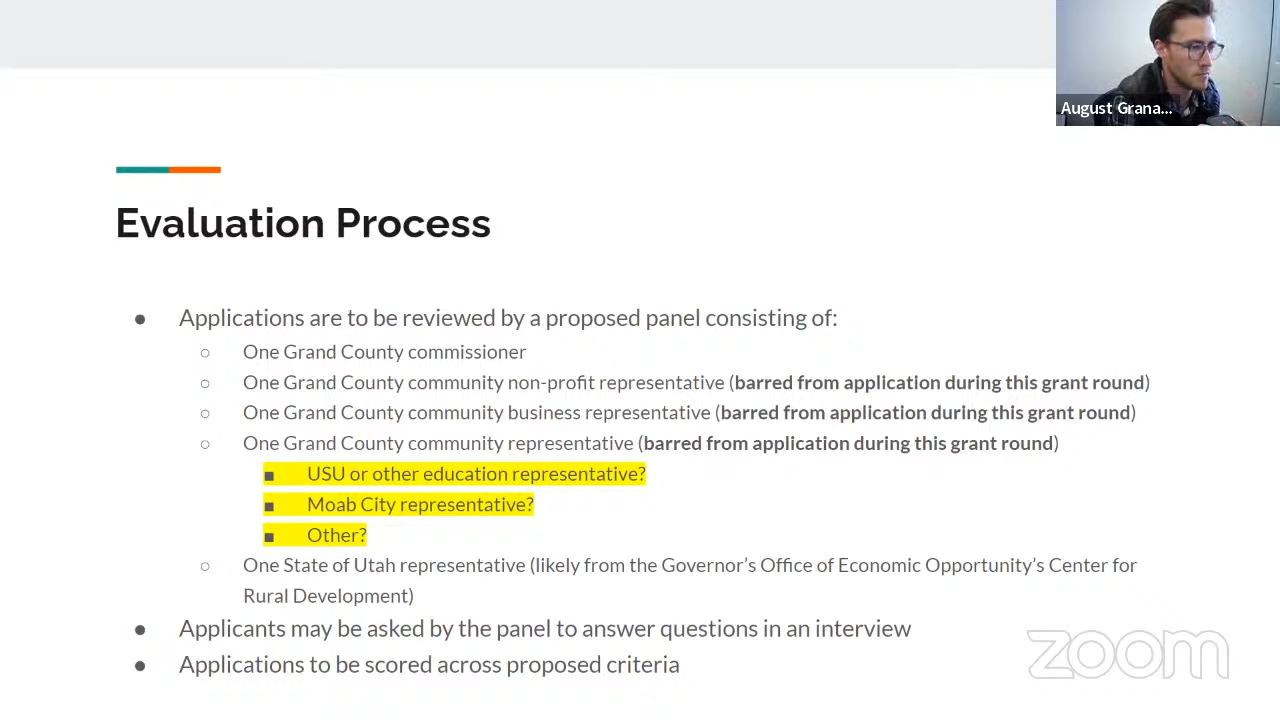 August Grana...
Evaluation Process
● Applications are to be reviewed by a proposed panel consisting of:
○ One Grand County commissioner
○ One Grand County community non-profit representative (barred from application during this grant round)
○ One Grand County community business representative (barred from application during this grant round)
○ One Grand County community representative (barred from application during this grant round)
■ USU or other education representative?
■ Moab City representative?
■ Other?
○ One State of Utah representative (likely from the Governor’s Office of Economic Opportunity’s Center for
Rural Development)
● Applicants may be asked by the panel to answer questions in an interview
● Applications to be scored across proposed criteria
zoom